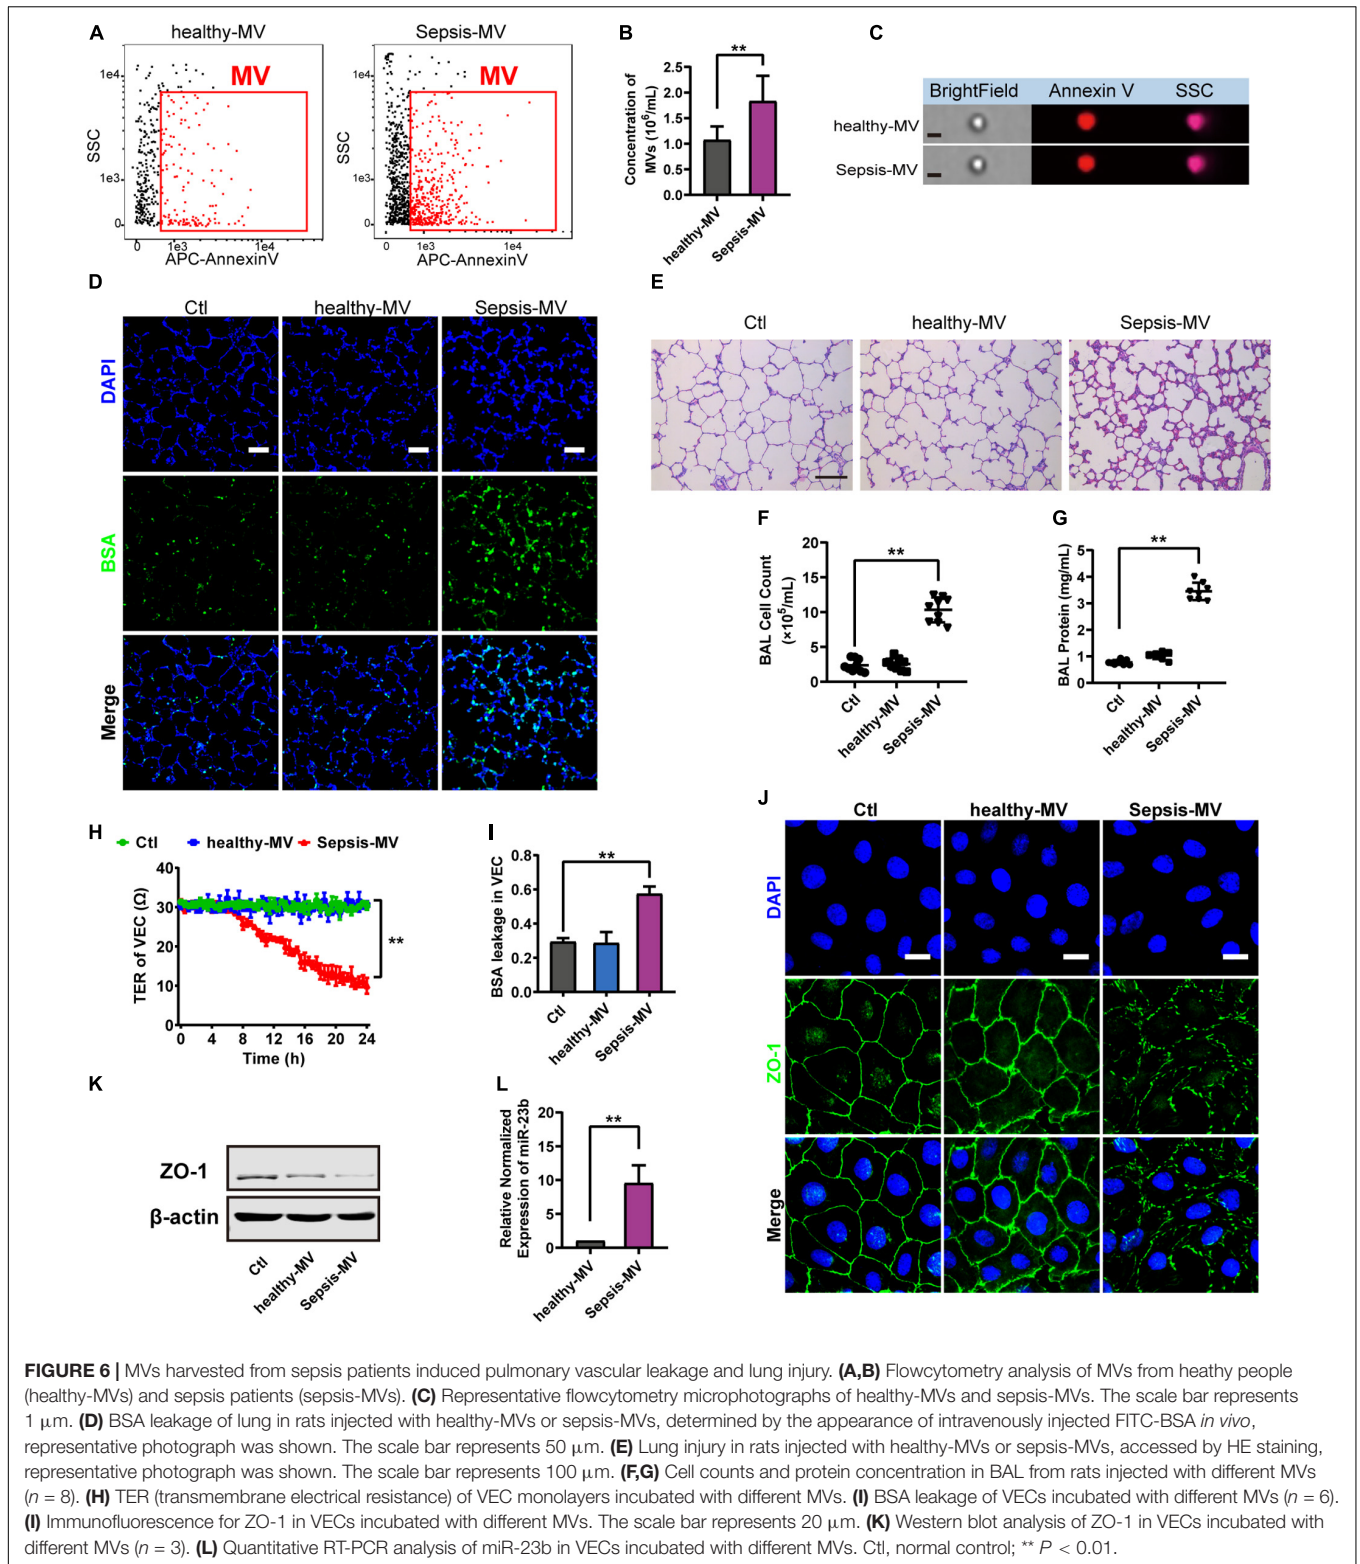 A
healthy-MV
Sepsis-MV
MV
MV
1e4
1e3
0
SSC
0
1e3
1e4
APC-AnnexinV
1e4
1e3
0
SSC
0
1e3
1e4
APC-AnnexinV
B
**
2.5
2.0
1.5
1.0
0.5
0.0
Concentration of
MVs (10⁶/mL)
healthy-MV
Sepsis-MV
C
BrightField
Annexin V
SSC
healthy-MV
Sepsis-MV
D
Ctl
healthy-MV
Sepsis-MV
DAPI
BSA
Merge
E
Ctl
healthy-MV
Sepsis-MV
F
**
20
15
10
5
0
BAL Cell Count
(×10⁵/mL)
Ctl
healthy-MV
Sepsis-MV
G
**
5
4
3
2
1
0
BAL Protein (mg/mL)
Ctl
healthy-MV
Sepsis-MV
H
Ctl
healthy-MV
Sepsis-MV
40
30
20
10
0
TER of VEC (Ω)
**
0
4
8
12
16
20
24
Time (h)
I
**
0.8
0.6
0.4
0.2
0.0
BSA leakage in VEC
Ctl
healthy-MV
Sepsis-MV
J
Ctl
healthy-MV
Sepsis-MV
DAPI
ZO-1
Merge
K
ZO-1
β-actin
Ctl
healthy-MV
Sepsis-MV
L
**
20
15
10
5
0
Relative Normalized
Expression of miR-23b
healthy-MV
Sepsis-MV
FIGURE 6 | MVs harvested from sepsis patients induced pulmonary vascular leakage and lung injury. (A,B) Flowcytometry analysis of MVs from heathy people
(healthy-MVs) and sepsis patients (sepsis-MVs). (C) Representative flowcytometry microphotographs of healthy-MVs and sepsis-MVs. The scale bar represents
1 μm. (D) BSA leakage of lung in rats injected with healthy-MVs or sepsis-MVs, determined by the appearance of intravenously injected FITC-BSA in vivo,
representative photograph was shown. The scale bar represents 50 μm. (E) Lung injury in rats injected with healthy-MVs or sepsis-MVs, accessed by HE staining,
representative photograph was shown. The scale bar represents 100 μm. (F,G) Cell counts and protein concentration in BAL from rats injected with different MVs
(n = 8). (H) TER (transmembrane electrical resistance) of VEC monolayers incubated with different MVs. (I) BSA leakage of VECs incubated with different MVs (n = 6).
(I) Immunofluorescence for ZO-1 in VECs incubated with different MVs. The scale bar represents 20 μm. (K) Western blot analysis of ZO-1 in VECs incubated with
different MVs (n = 3). (L) Quantitative RT-PCR analysis of miR-23b in VECs incubated with different MVs. Ctl, normal control; ** P < 0.01.